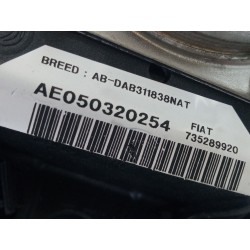 BREED : AB-DAB311838NAT
AE050320254
FIAT
735289920